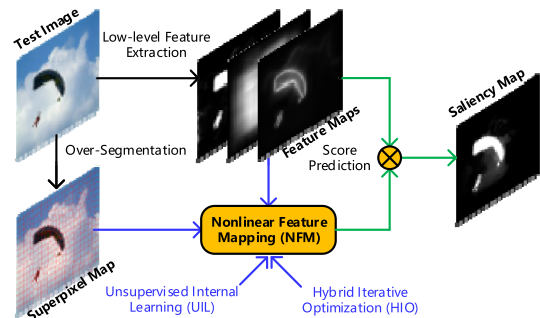 Test Image
Low-level Feature
Extraction
Feature Maps
Saliency Map
Over-Segmentation
Score
Prediction
Superpixel Map
Nonlinear Feature
Mapping (NFM)
Unsupervised Internal
Learning (UIL)
Hybrid Iterative
Optimization (HIO)